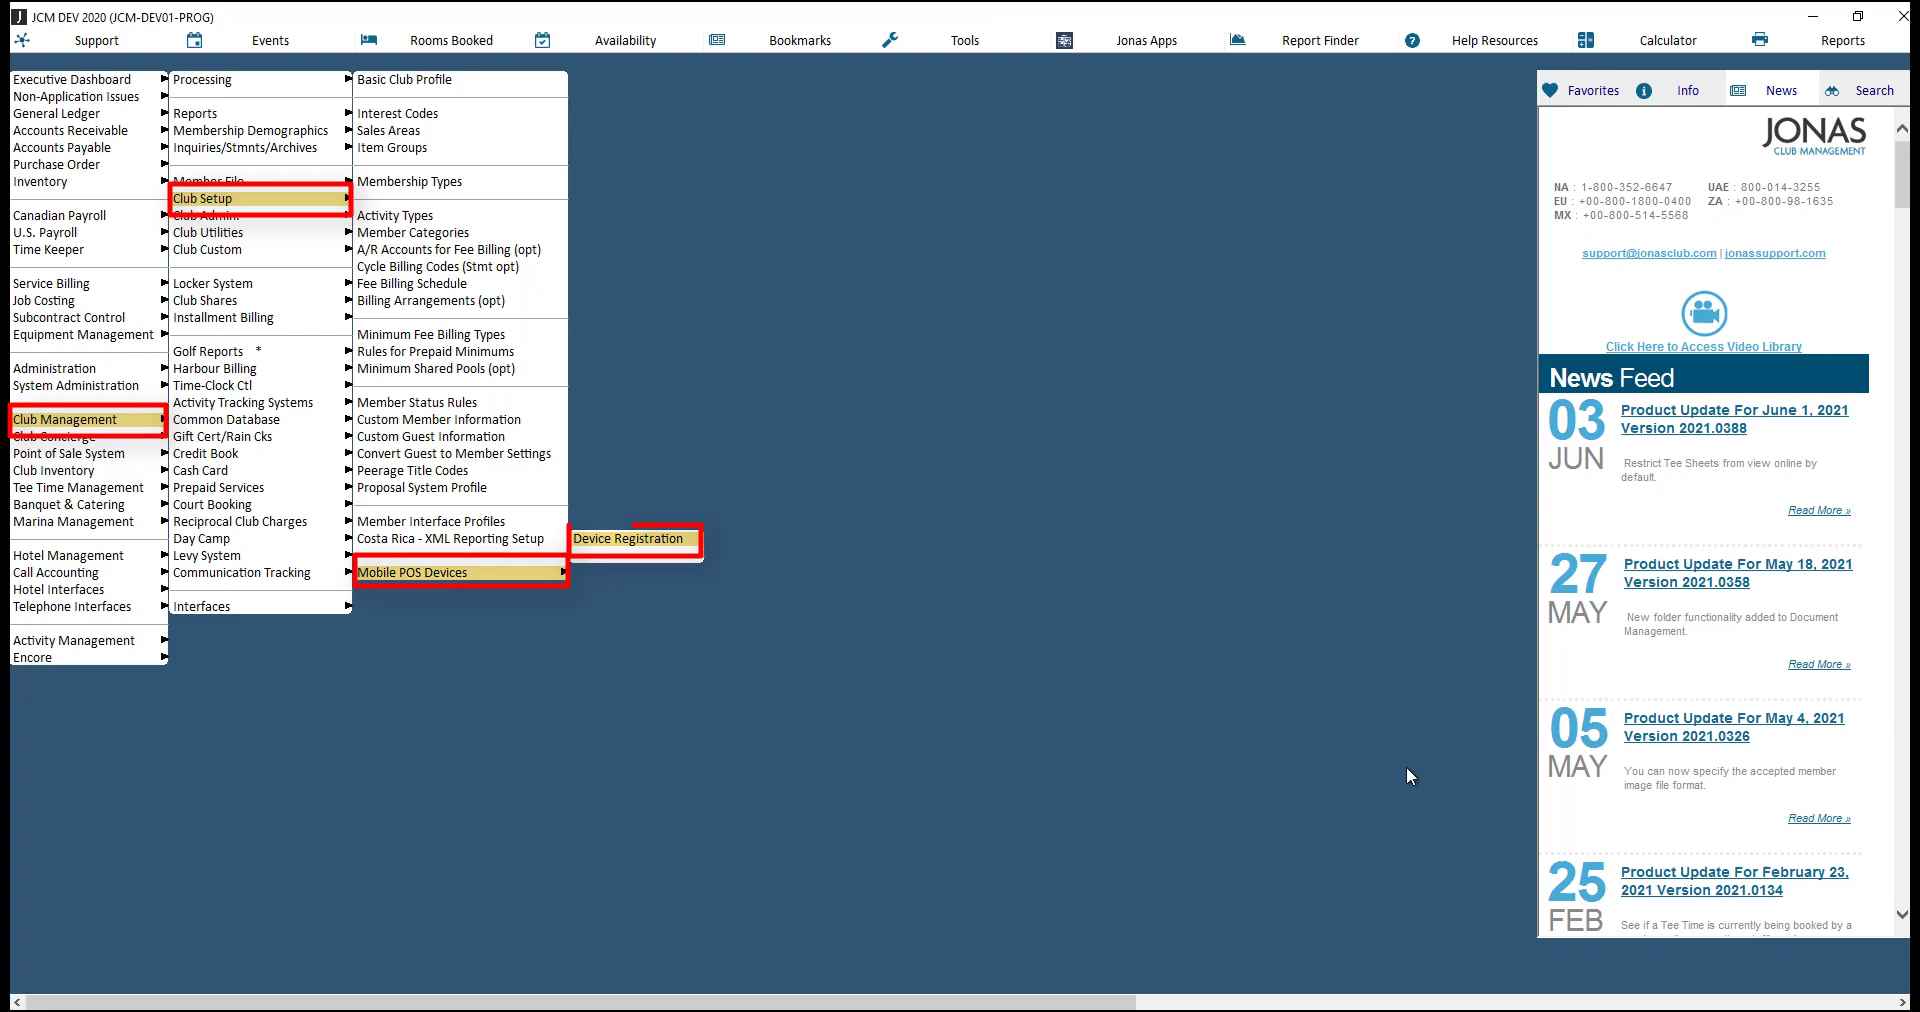 JCM DEV 2020 (JCM-DEV01-PROG)
Support Events Rooms Booked Availability Bookmarks Tools Jonas Apps Report Finder Help Resources Calculator Reports
Executive Dashboard
Non-Application Issues
General Ledger
Accounts Receivable
Accounts Payable
Purchase Order
Inventory
Canadian Payroll
U.S. Payroll
Time Keeper
Service Billing
Job Costing
Subcontract Control
Equipment Management
Administration
System Administration
Club Management
Club Concierge
Point of Sale System
Club Inventory
Tee Time Management
Banquet & Catering
Marina Management
Hotel Management
Call Accounting
Hotel Interfaces
Telephone Interfaces
Activity Management
Encore
Processing
Reports
Membership Demographics
Inquiries/Stmnts/Archives
Member File
Club Setup
Club Admin.
Club Utilities
Club Custom
Locker System
Club Shares
Installment Billing
Golf Reports *
Harbour Billing
Time-Clock Ctl
Activity Tracking Systems
Common Database
Gift Cert/Rain Cks
Credit Book
Cash Card
Prepaid Services
Court Booking
Reciprocal Club Charges
Day Camp
Levy System
Communication Tracking
Interfaces
Basic Club Profile
Interest Codes
Sales Areas
Item Groups
Membership Types
Activity Types
Member Categories
A/R Accounts for Fee Billing (opt)
Cycle Billing Codes (Stmt opt)
Fee Billing Schedule
Billing Arrangements (opt)
Minimum Fee Billing Types
Rules for Prepaid Minimums
Minimum Shared Pools (opt)
Member Status Rules
Custom Member Information
Custom Guest Information
Convert Guest to Member Settings
Peerage Title Codes
Proposal System Profile
Member Interface Profiles
Costa Rica - XML Reporting Setup
Mobile POS Devices
Device Registration
Favorites Info News Search
JONAS
CLUB MANAGEMENT
NA : 1-800-352-6647 UAE : 800-014-3255
EU : +00-800-1800-0400 ZA : +00-800-98-1635
MX : +00-800-514-5568
support@jonasclub.com | jonassupport.com
Click Here to Access Video Library
News Feed
03
JUN
Product Update For June 1, 2021
Version 2021.0388
Restrict Tee Sheets from view online by
default.
Read More »
27
MAY
Product Update For May 18, 2021
Version 2021.0358
New folder functionality added to Document
Management.
Read More »
05
MAY
Product Update For May 4, 2021
Version 2021.0326
You can now specify the accepted member
image file format.
Read More »
25
FEB
Product Update For February 23,
2021 Version 2021.0134
See if a Tee Time is currently being booked by a